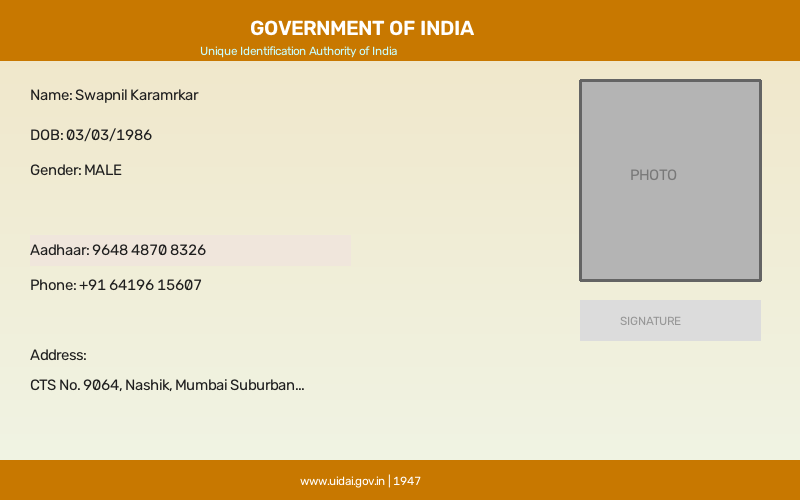 GOVERNMENT OF INDIA
Unique Identification Authority of India
Name: Swapnil Karamrkar
DOB: 03/03/1986
Gender: MALE
PHOTO
Aadhaar: 9648 4870 8326
Phone: +91 64196 15607
SIGNATURE
Address:
CTS No. 9064, Nashik, Mumbai Suburban...
www.uidai.gov.in | 1947